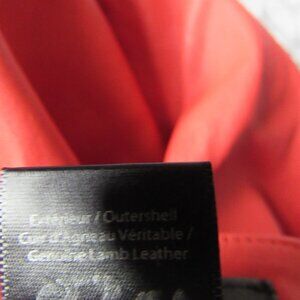 Extérieur / Outershell
Cuir d'Agneau Véritable /
Genuine Lamb Leather